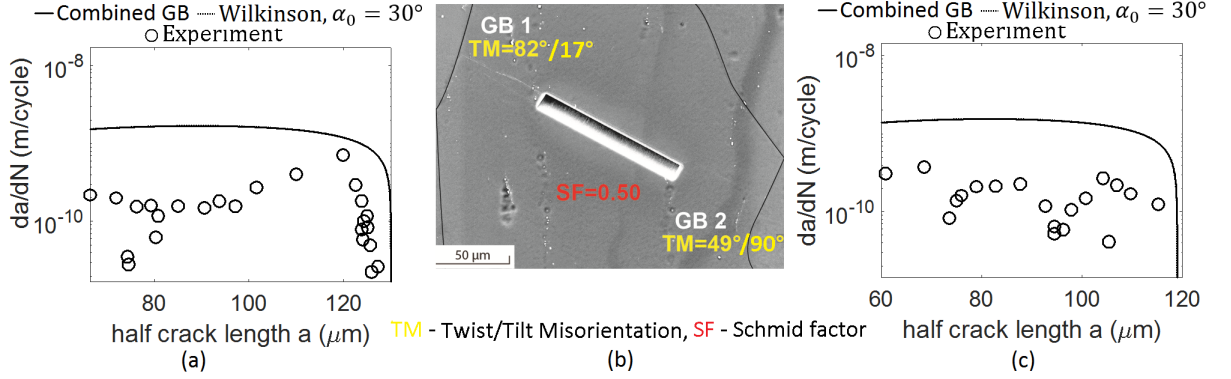 Combined GB Wilkinson, α₀ = 30°
Experiment
da/dN (m/cycle)
10⁻⁸
10⁻¹⁰
80 100 120
half crack length a (μm)
(a)
GB 1
TM=82°/17°
SF=0.50
GB 2
TM=49°/90°
50 µm
TM - Twist/Tilt Misorientation, SF - Schmid factor
(b)
Combined GB Wilkinson, α₀ = 30°
Experiment
da/dN (m/cycle)
10⁻⁸
10⁻¹⁰
60 80 100 120
half crack length a (μm)
(c)